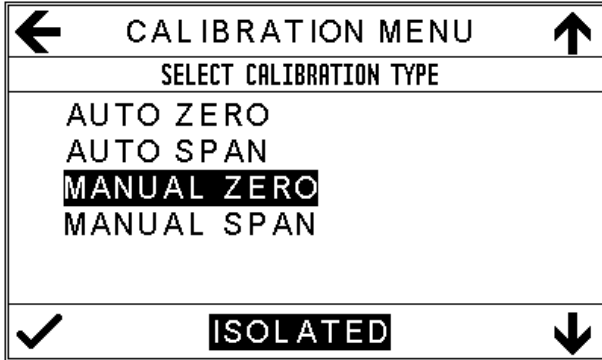 CALIBRATION MENU
SELECT CALIBRATION TYPE
AUTO ZERO
AUTO SPAN
MANUAL ZERO
MANUAL SPAN
ISOLATED